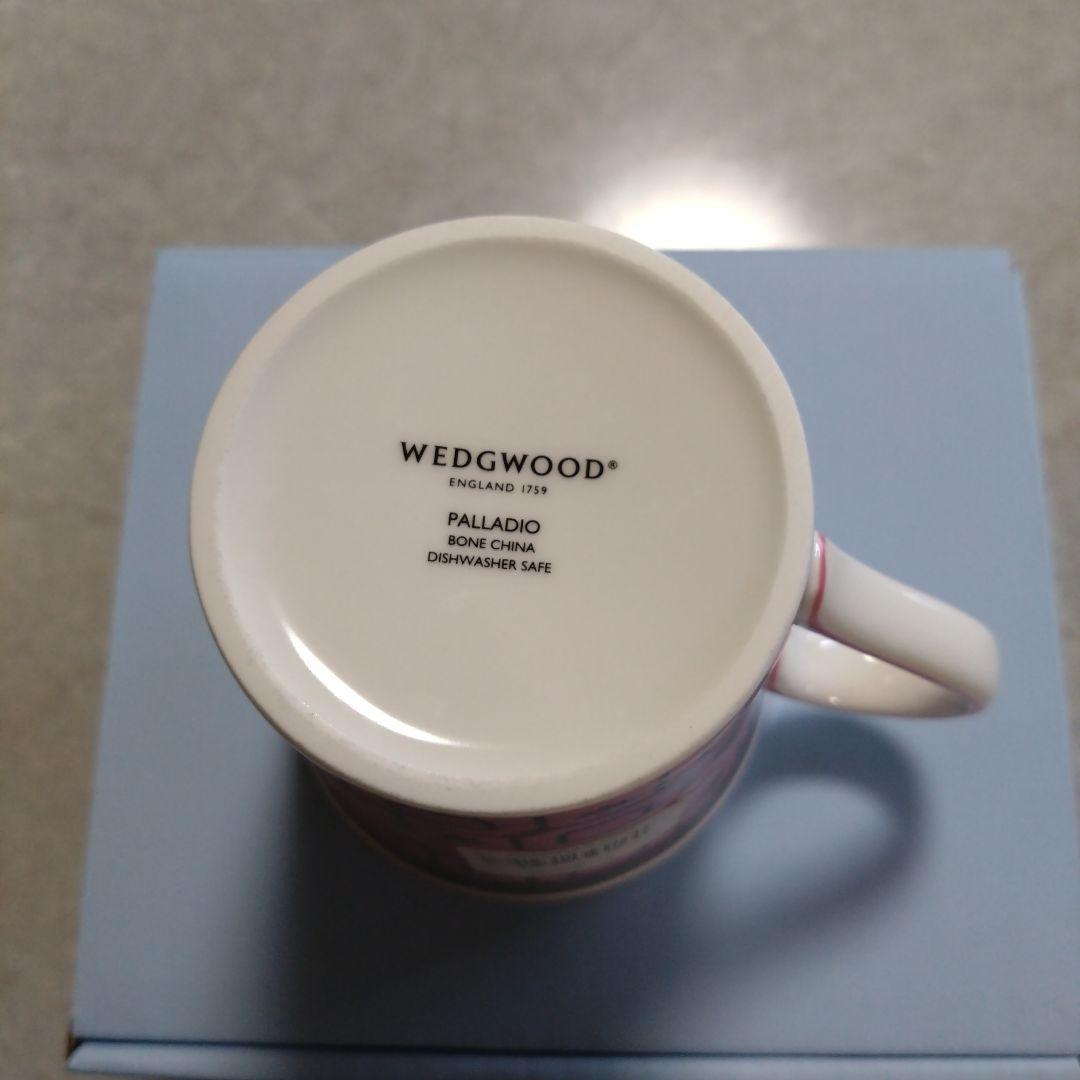 WEDGWOOD®
ENGLAND 1759
PALLADIO
BONE CHINA
DISHWASHER SAFE